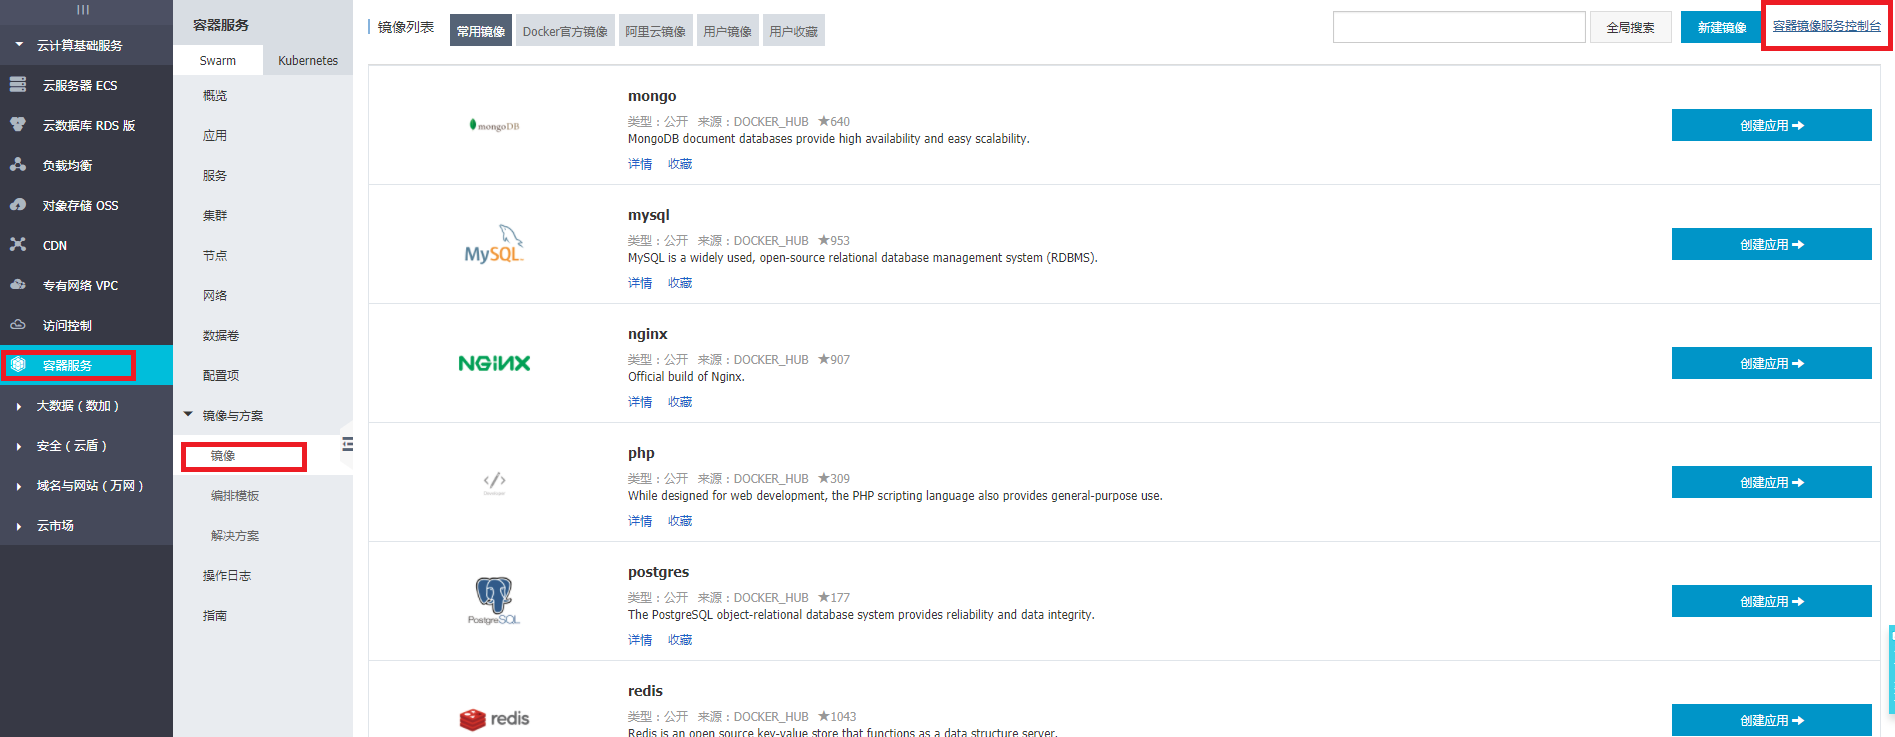 云计算基础服务
云服务器 ECS
云数据库 RDS 版
负载均衡
对象存储 OSS
CDN
专有网络 VPC
访问控制
容器服务
大数据（数加）
安全（云盾）
域名与网站（万网）
云市场
容器服务
Swarm Kubernetes
概览
应用
服务
集群
节点
网络
数据卷
配置项
镜像与方案
镜像
编排模板
解决方案
操作日志
指南
镜像列表 常用镜像 Docker官方镜像 阿里云镜像 用户镜像 用户收藏 全局搜索 新建镜像 容器镜像服务控制台
mongoDB
mongo
类型：公开 来源：DOCKER_HUB ★640
MongoDB document databases provide high availability and easy scalability.
详情 收藏
创建应用
MySQL
mysql
类型：公开 来源：DOCKER_HUB ★953
MySQL is a widely used, open-source relational database management system (RDBMS).
详情 收藏
创建应用
NGINX
nginx
类型：公开 来源：DOCKER_HUB ★907
Official build of Nginx.
详情 收藏
创建应用
php
类型：公开 来源：DOCKER_HUB ★309
While designed for web development, the PHP scripting language also provides general-purpose use.
详情 收藏
创建应用
PostgreSQL
postgres
类型：公开 来源：DOCKER_HUB ★177
The PostgreSQL object-relational database system provides reliability and data integrity.
详情 收藏
创建应用
redis
redis
类型：公开 来源：DOCKER_HUB ★1043
Redis is an open source key-value store that functions as a data structure server.
创建应用